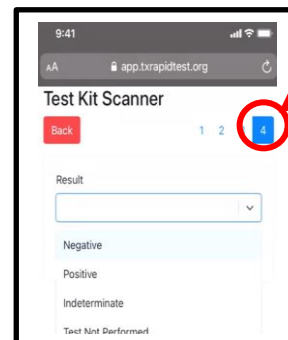 9:41
AA app.txrapidtest.org
Test Kit Scanner
Back 1 2 4
Result
Negative
Positive
Indeterminate
Test Not Performed